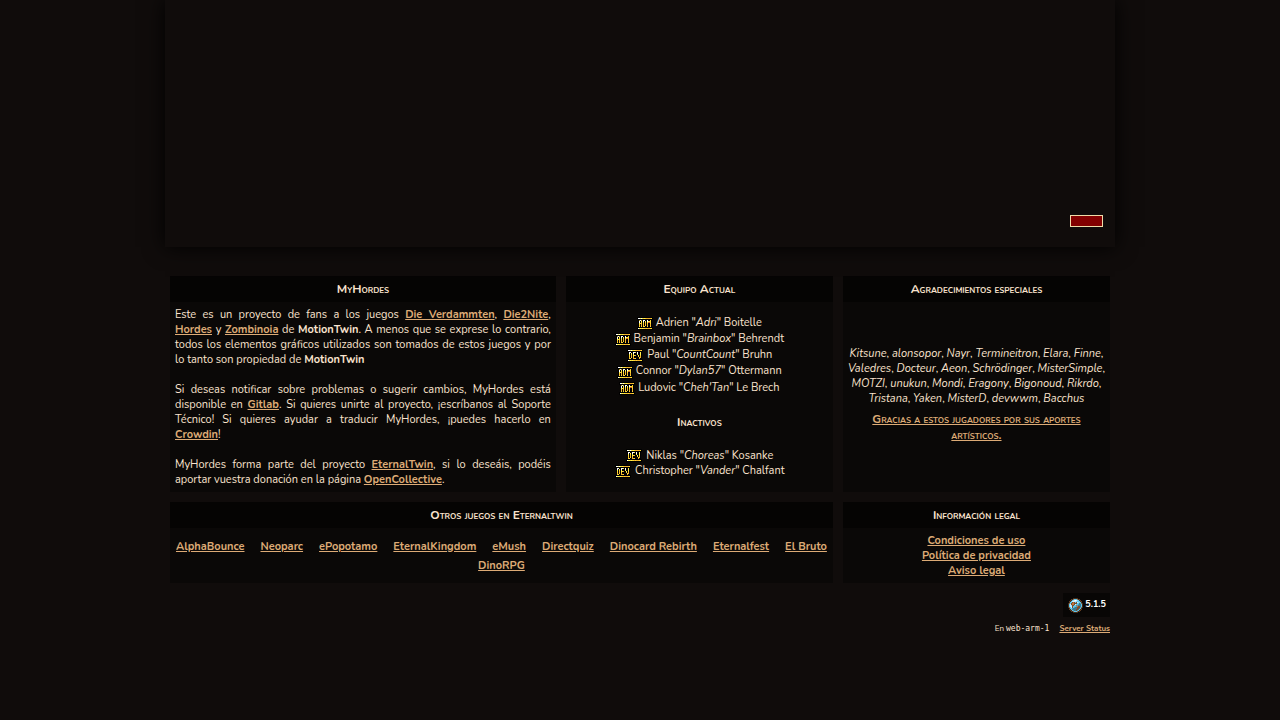 MyHordes
Este es un proyecto de fans a los juegos Die Verdammten, Die2Nite,
Hordes y Zombinoia de MotionTwin. A menos que se exprese lo contrario,
todos los elementos gráficos utilizados son tomados de estos juegos y por
lo tanto son propiedad de MotionTwin
Si deseas notificar sobre problemas o sugerir cambios, MyHordes está
disponible en Gitlab. Si quieres unirte al proyecto, ¡escríbanos al Soporte
Técnico! Si quieres ayudar a traducir MyHordes, ¡puedes hacerlo en
Crowdin!
MyHordes forma parte del proyecto EternalTwin, si lo deseáis, podéis
aportar vuestra donación en la página OpenCollective.
Equipo Actual
ADM Adrien "Adri" Boitelle
ADM Benjamin "Brainbox" Behrendt
DEV Paul "CountCount" Bruhn
ADM Connor "Dylan57" Ottermann
ADM Ludovic "Cheh'Tan" Le Brech
Inactivos
DEV Niklas "Choreas" Kosanke
DEV Christopher "Vander" Chalfant
Agradecimientos especiales
Kitsune, alonsopor, Nayr, Termineitron, Elara, Finne,
Valedres, Docteur, Aeon, Schrödinger, MisterSimple,
MOTZI, unukun, Mondi, Eragony, Bigonoud, Rikrdo,
Tristana, Yaken, MisterD, devwwm, Bacchus
Gracias a estos jugadores por sus aportes
artísticos.
Otros juegos en Eternaltwin
AlphaBounce Neoparc ePopotamo EternalKingdom eMush Directquiz Dinocard Rebirth Eternalfest El Bruto
DinoRPG
Información legal
Condiciones de uso
Política de privacidad
Aviso legal
5.1.5
En web-arm-1 Server Status